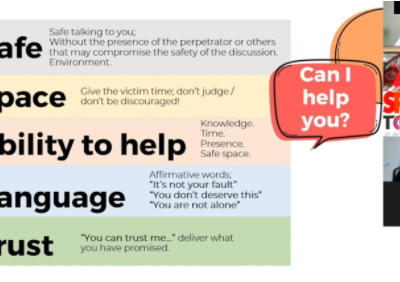 afe
Safe talking to you;
Without the presence of the perpetrator or others
that may compromise the safety of the discussion.
Environment.
pace
Give the victim time; don't judge /
don't be discouraged!
bility to help
Knowledge.
Time.
Presence.
Safe space.
anguage
Affirmative words;
"It's not your fault"
"You don't deserve this"
"You are not alone"
rust
"You can trust me..." deliver what
you have promised.
Can I
help
you?